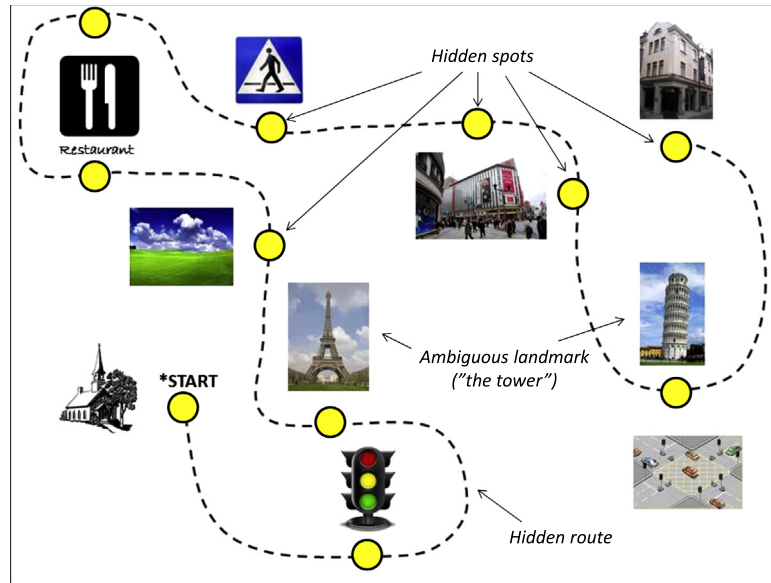 Hidden spots
Restaurant
*START
Ambiguous landmark
("the tower")
Hidden route